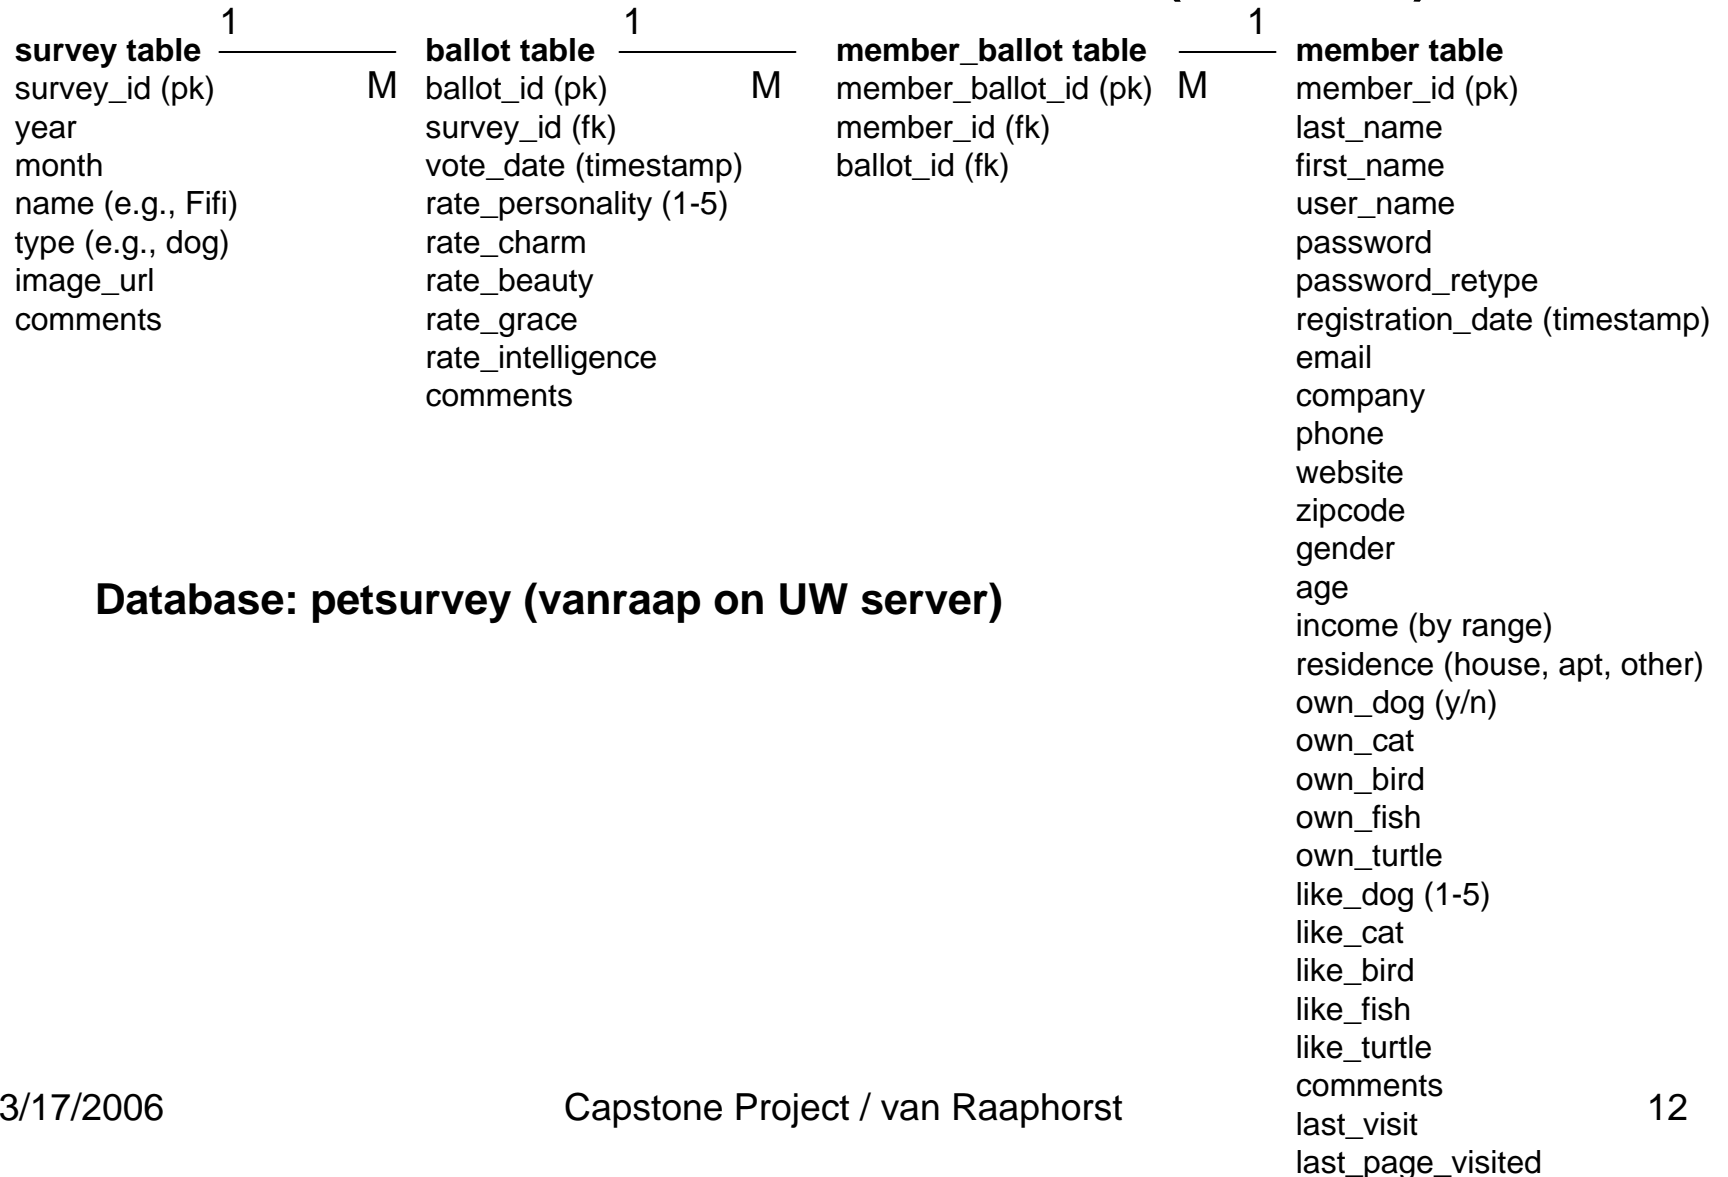 1
1
1
survey table
survey_id (pk)
year
month
name (e.g., Fifi)
type (e.g., dog)
image_url
comments
M
ballot table
ballot_id (pk)
survey_id (fk)
vote_date (timestamp)
rate_personality (1-5)
rate_charm
rate_beauty
rate_grace
rate_intelligence
comments
M
member_ballot table
member_ballot_id (pk)
member_id (fk)
ballot_id (fk)
M
member table
member_id (pk)
last_name
first_name
user_name
password
password_retype
registration_date (timestamp)
email
company
phone
website
zipcode
gender
age
income (by range)
residence (house, apt, other)
own_dog (y/n)
own_cat
own_bird
own_fish
own_turtle
like_dog (1-5)
like_cat
like_bird
like_fish
like_turtle
comments
last_visit
last_page_visited
Database: petsurvey (vanraap on UW server)
3/17/2006
Capstone Project / van Raaphorst
12